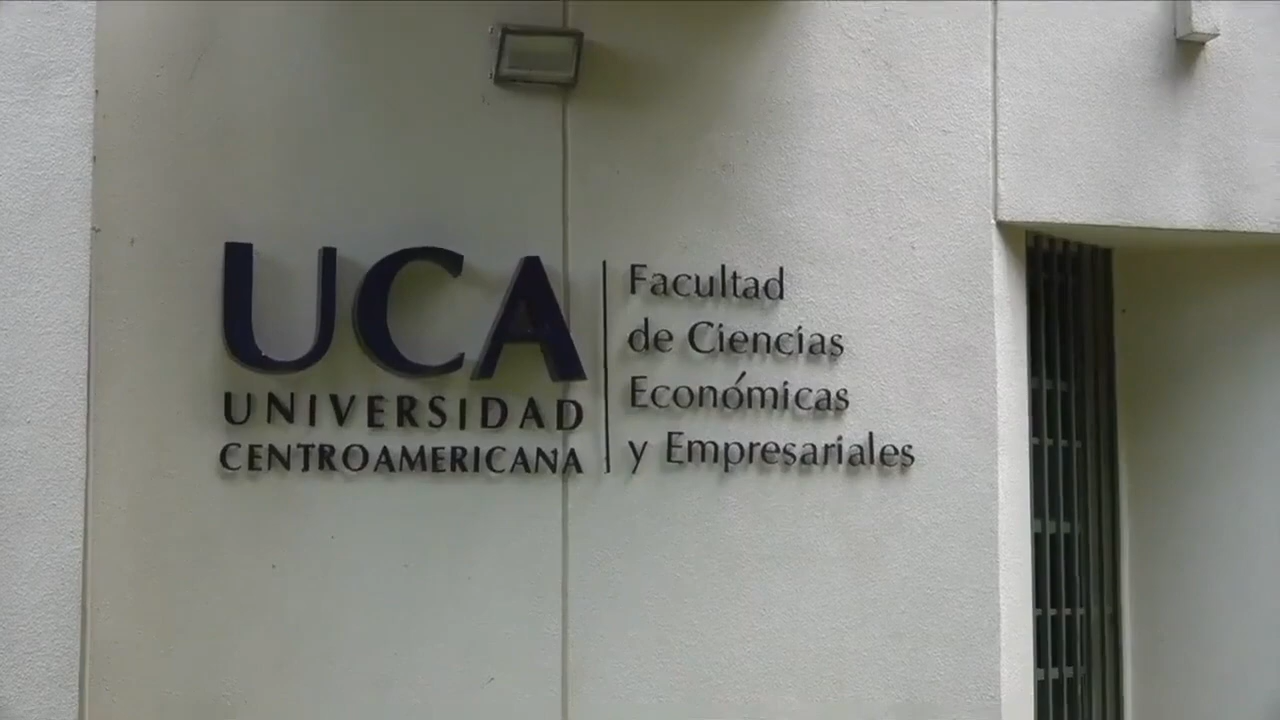 UCA
UNIVERSIDAD
CENTROAMERICANA
Facultad
de Ciencias
Económicas
y Empresariales